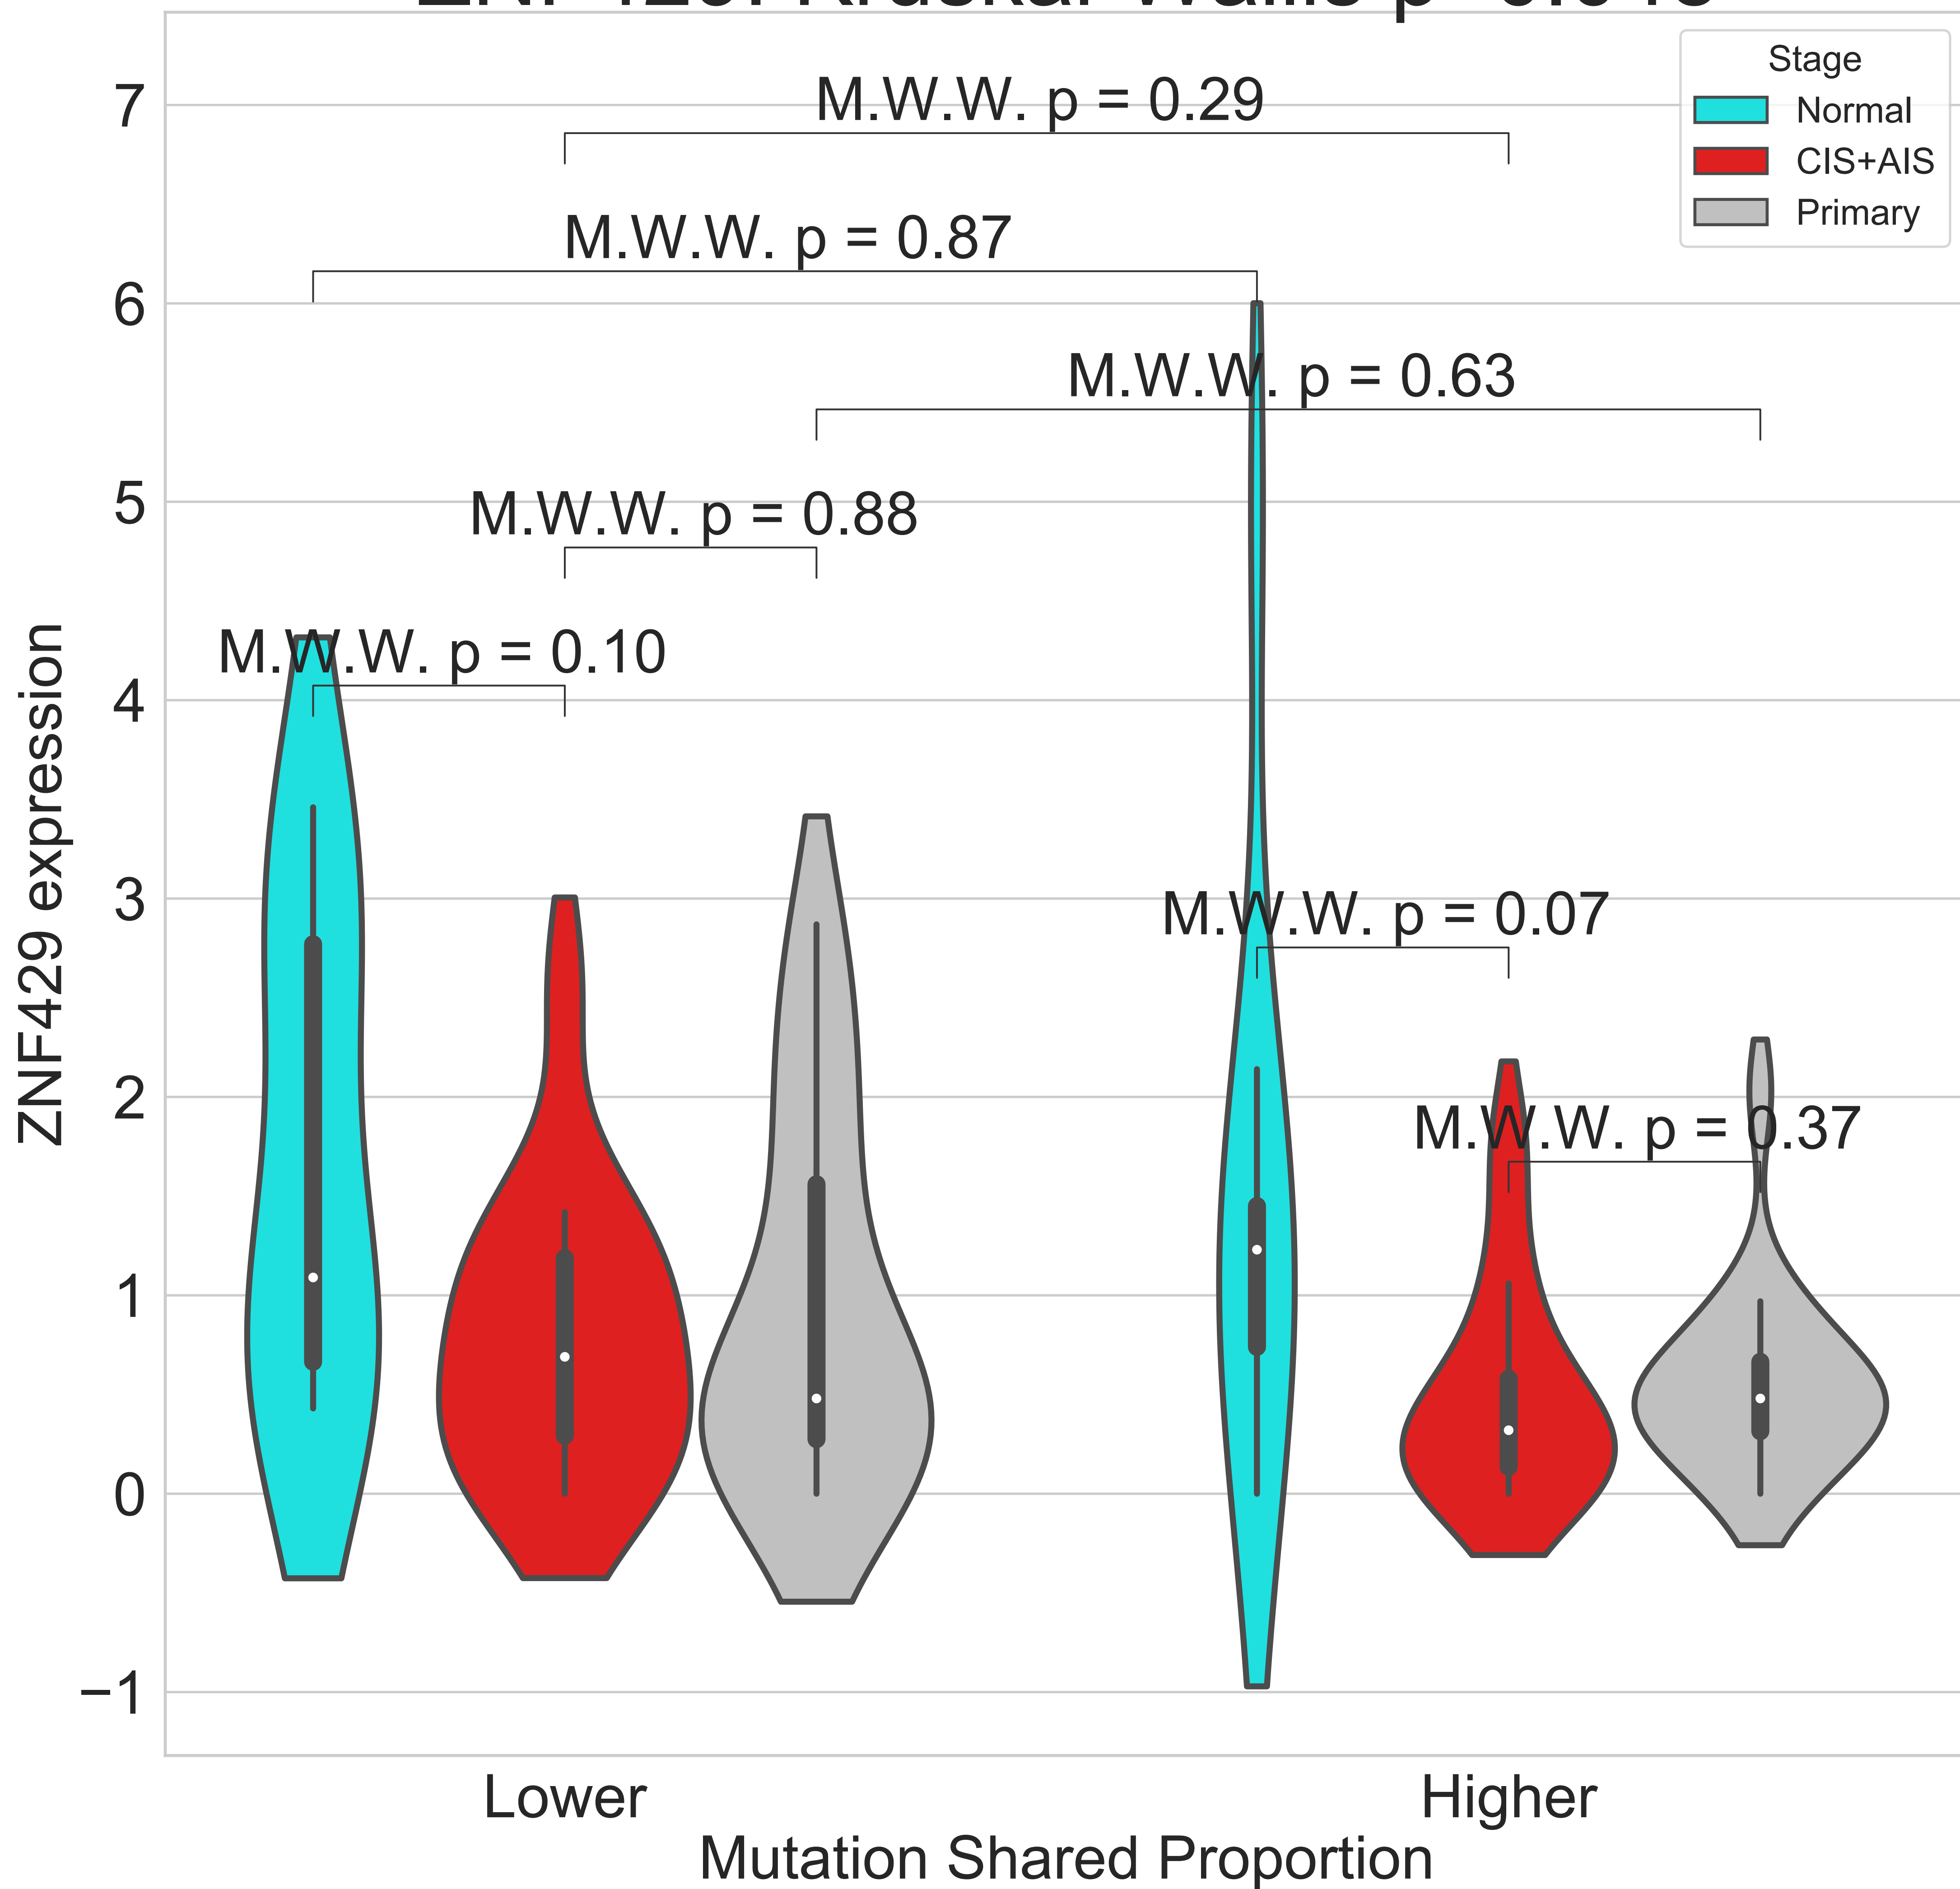 Stage
Normal
CIS+AIS
Primary
7
6
5
4
3
2
1
0
−1
ZNF429 expression
M.W.W. p = 0.29
M.W.W. p = 0.87
M.W.W. p = 0.63
M.W.W. p = 0.88
M.W.W. p = 0.10
M.W.W. p = 0.07
M.W.W. p = 0.37
Lower
Higher
Mutation Shared Proportion